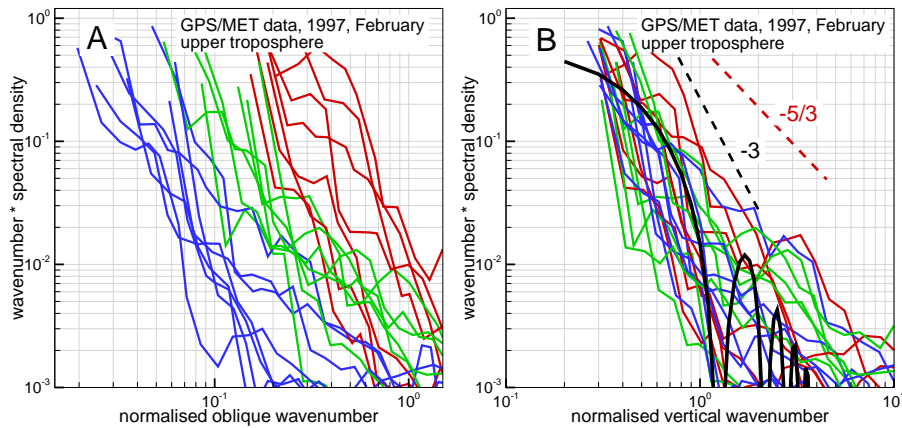 A
GPS/MET data, 1997, February
upper troposphere
10^0
10^-1
10^-2
10^-3
wavenumber * spectral density
10^-1
10^0
normalised oblique wavenumber
B
GPS/MET data, 1997, February
upper troposphere
-5/3
-3
10^0
10^-1
10^-2
10^-3
wavenumber * spectral density
10^-1
10^0
10
normalised vertical wavenumber